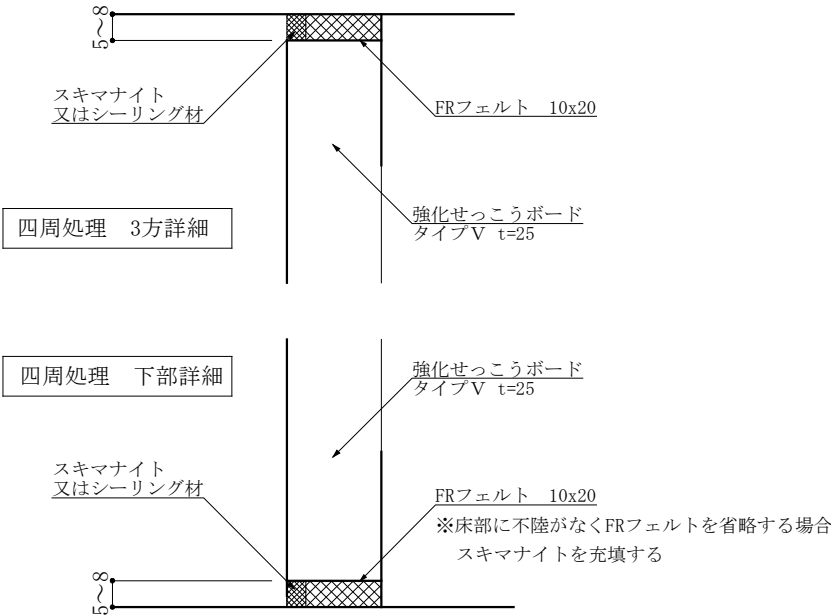 5～8
スキマナイト
又はシーリング材
FRフェルト　10x20
四周処理　3方詳細
強化せっこうボード
タイプⅤ t=25
四周処理　下部詳細
強化せっこうボード
タイプⅤ t=25
スキマナイト
又はシーリング材
FRフェルト　10x20
※床部に不陸がなくFRフェルトを省略する場合
スキマナイトを充填する
5～8